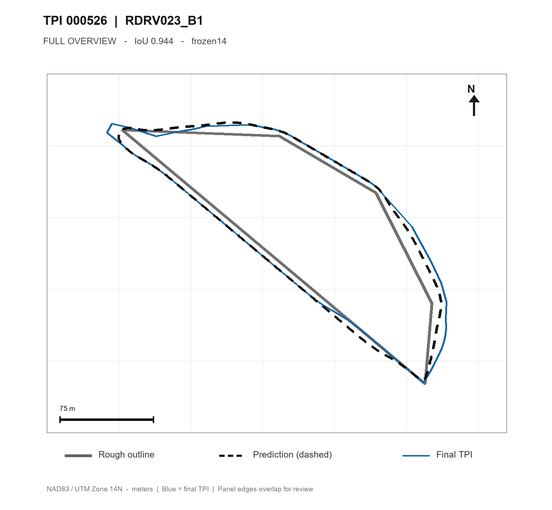 TPI 000526 | RDRV023_B1
FULL OVERVIEW - IoU 0.944 - frozen14
N
75 m
Rough outline
Prediction (dashed)
Final TPI
NAD83 / UTM Zone 14N - meters | Blue = final TPI | Panel edges overlap for review